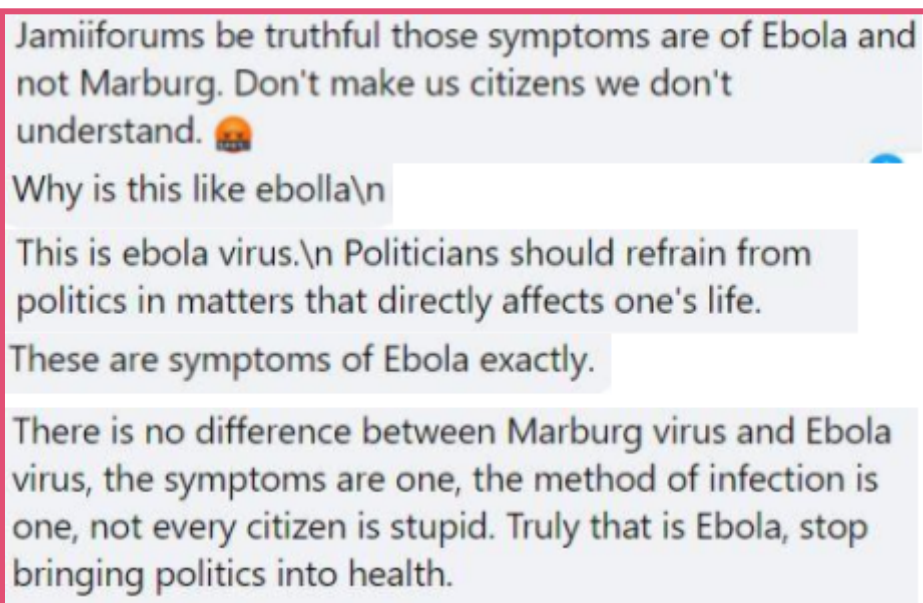 Jamiiforums be truthful those symptoms are of Ebola and
not Marburg. Don't make us citizens we don't
understand. 🤬
Why is this like ebolla\n
This is ebola virus.\n Politicians should refrain from
politics in matters that directly affects one's life.
These are symptoms of Ebola exactly.
There is no difference between Marburg virus and Ebola
virus, the symptoms are one, the method of infection is
one, not every citizen is stupid. Truly that is Ebola, stop
bringing politics into health.